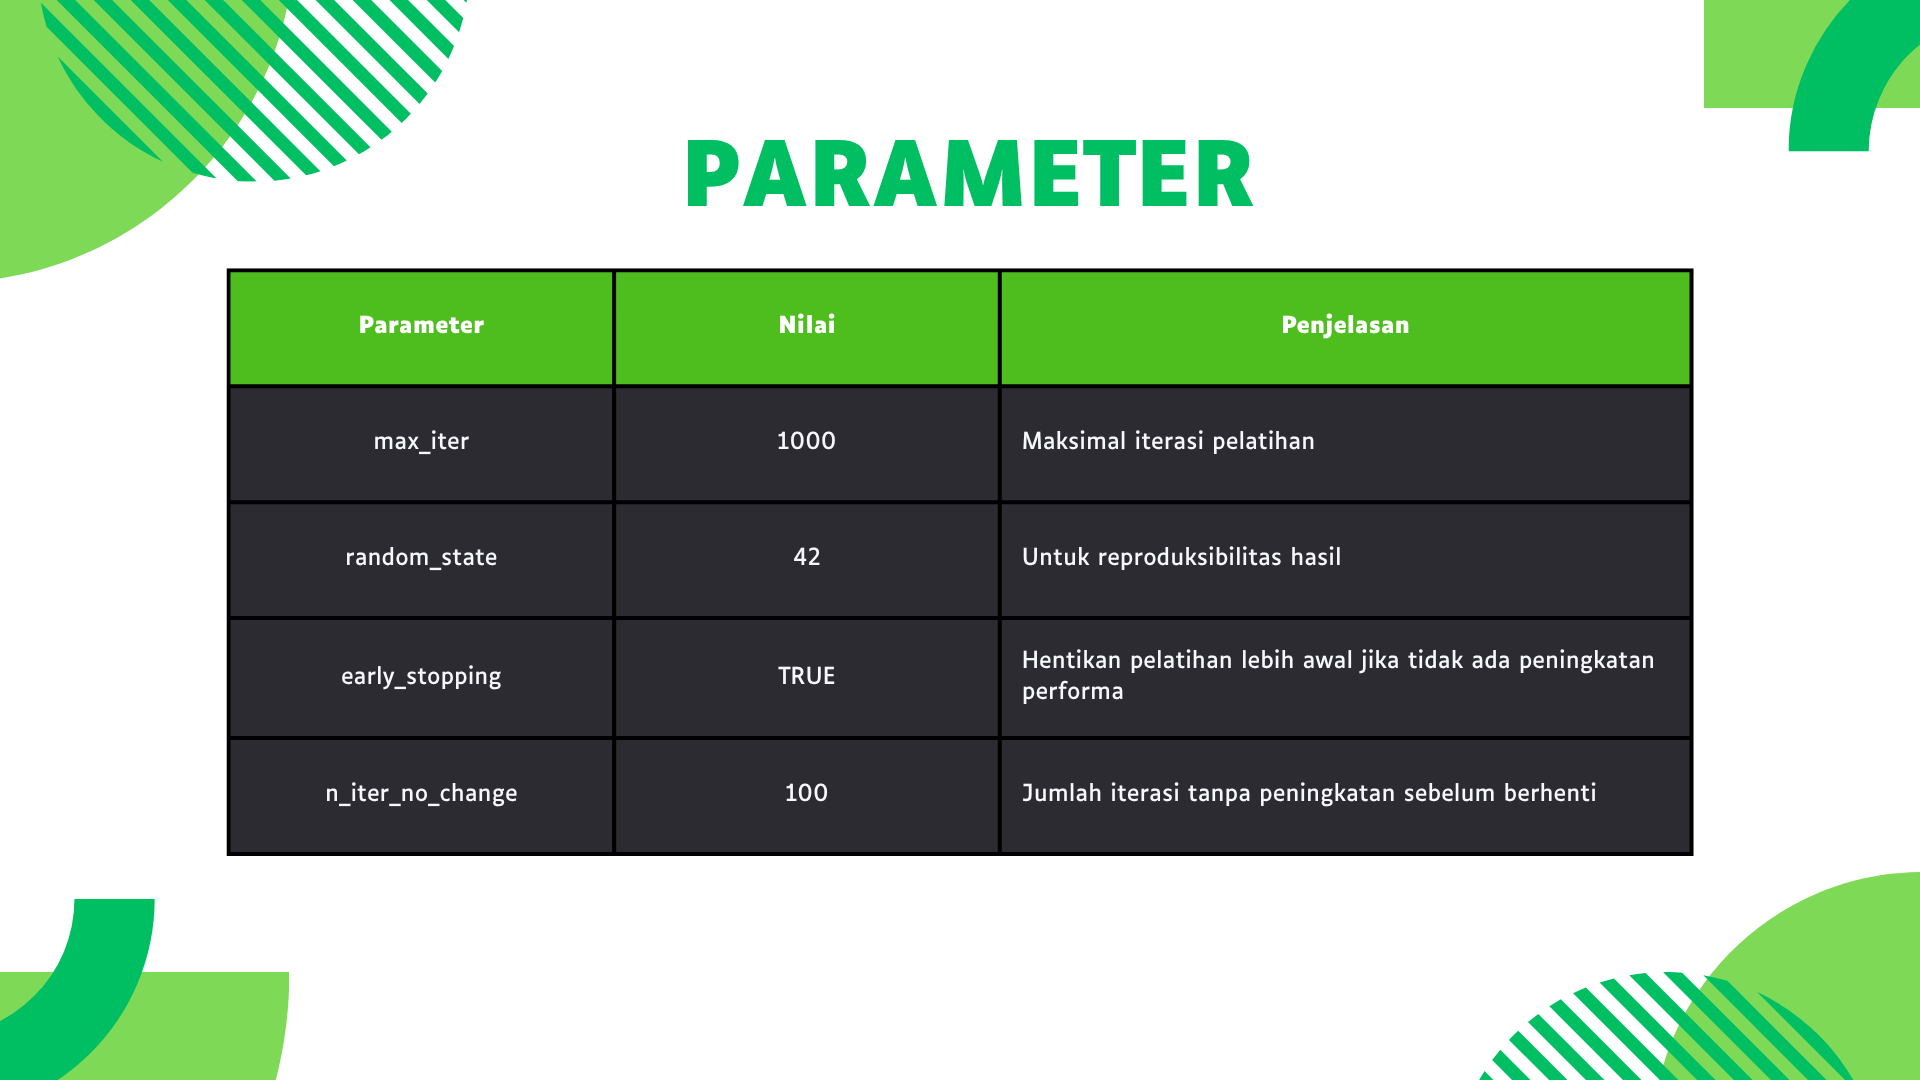 PARAMETER
Parameter Nilai Penjelasan
max_iter 1000 Maksimal iterasi pelatihan
random_state 42 Untuk reproduksibilitas hasil
early_stopping TRUE Hentikan pelatihan lebih awal jika tidak ada peningkatan
performa
n_iter_no_change 100 Jumlah iterasi tanpa peningkatan sebelum berhenti